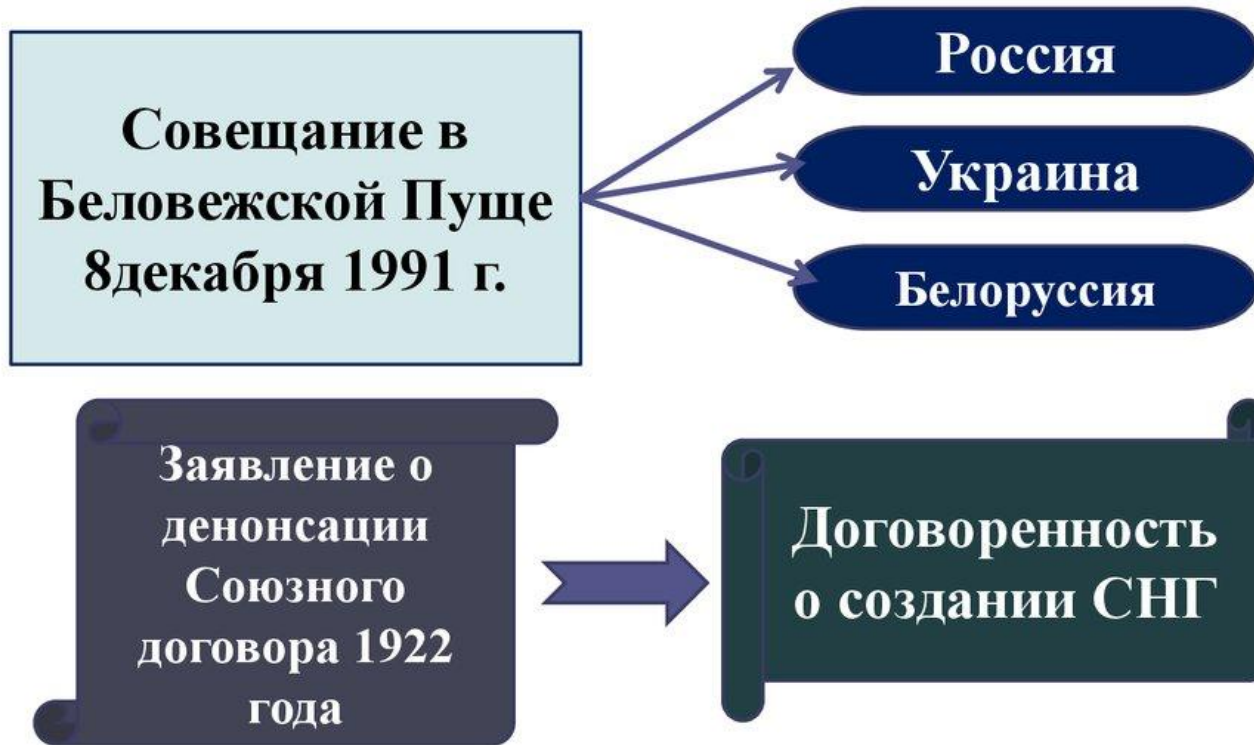 Совещание в
Беловежской Пуще
8декабря 1991 г.
Россия
Украина
Белоруссия
Заявление о
денонсации
Союзного
договора 1922
года
Договоренность
о создании СНГ